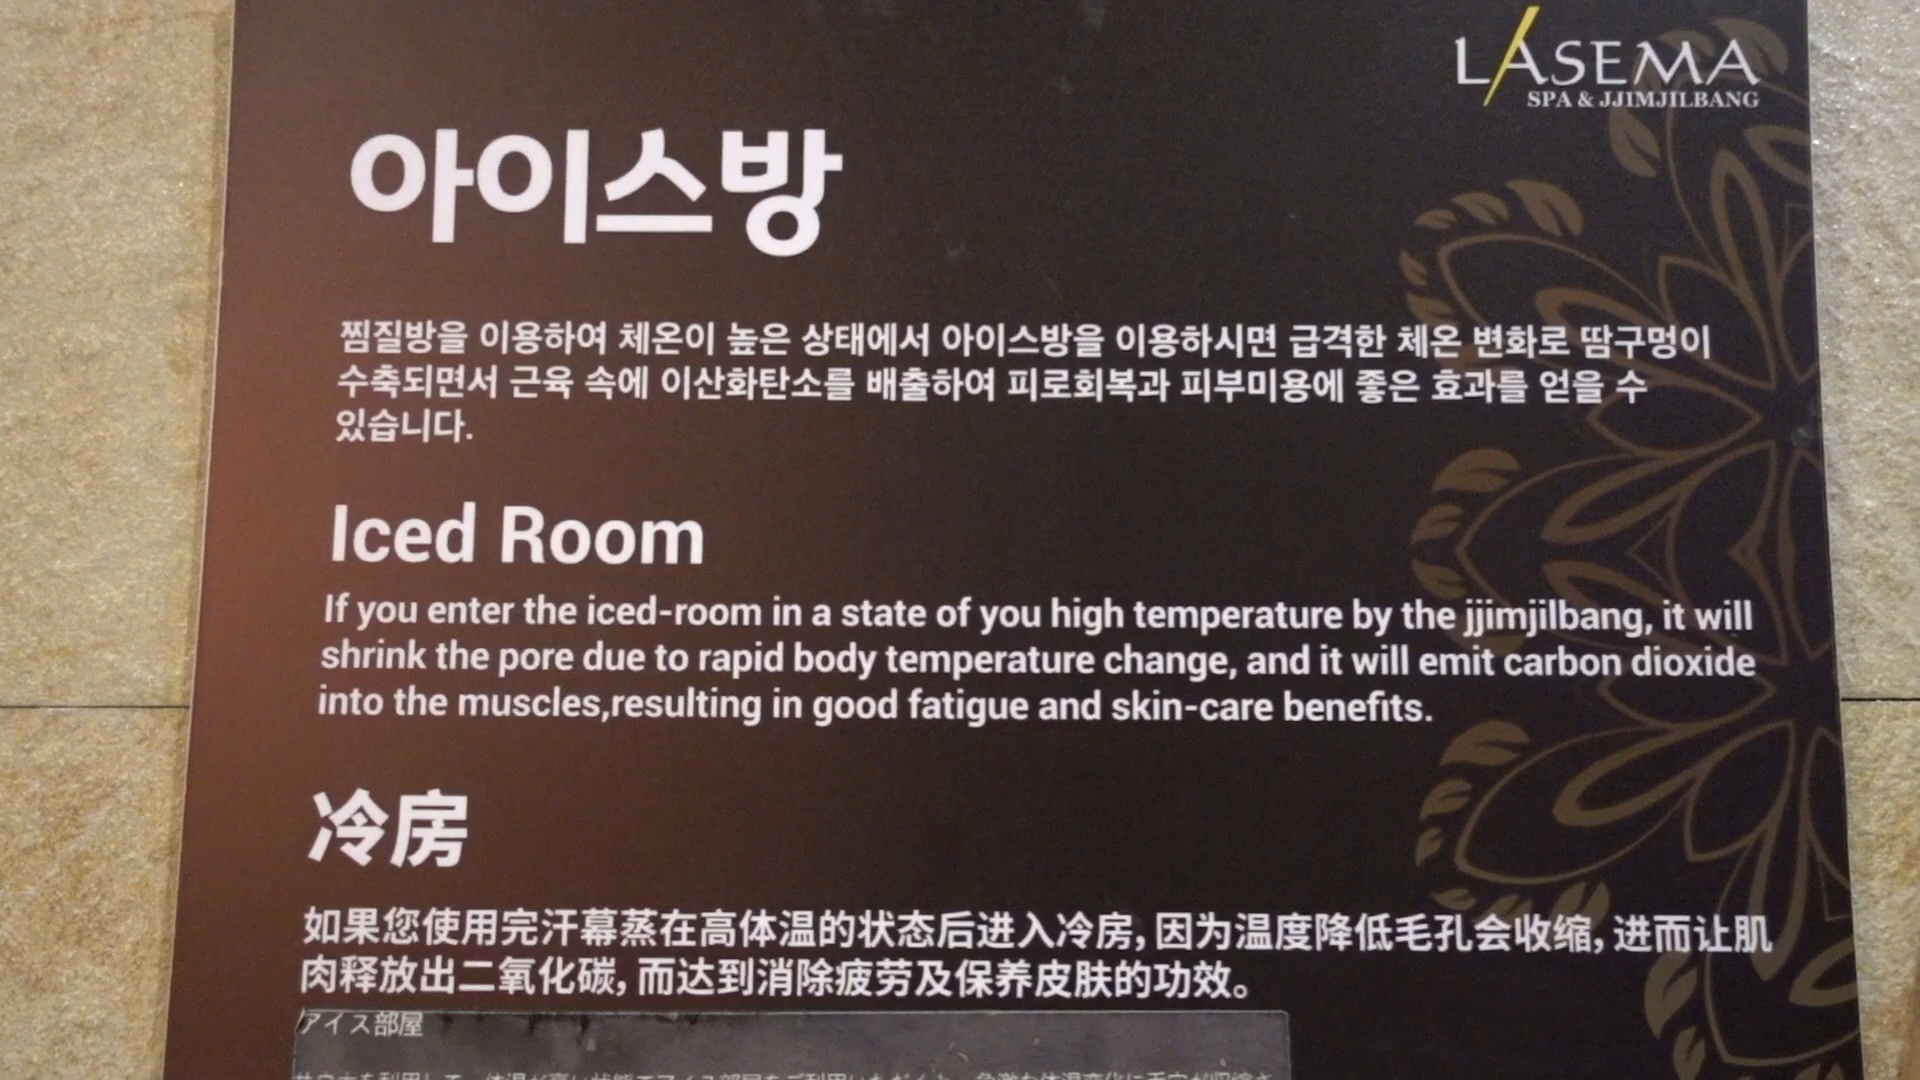 LASEMA
SPA & JJIMJILBANG
아이스방
찜질방을 이용하여 체온이 높은 상태에서 아이스방을 이용하시면 급격한 체온 변화로 땀구멍이
수축되면서 근육 속에 이산화탄소를 배출하여 피로회복과 피부미용에 좋은 효과를 얻을 수
있습니다.
Iced Room
If you enter the iced-room in a state of you high temperature by the jjimjilbang, it will
shrink the pore due to rapid body temperature change, and it will emit carbon dioxide
into the muscles,resulting in good fatigue and skin-care benefits.
冷房
如果您使用完汗幕蒸在高体温的状态后进入冷房, 因为温度降低毛孔会收缩, 进而让肌
肉释放出二氧化碳, 而达到消除疲劳及保养皮肤的功效。
アイス部屋